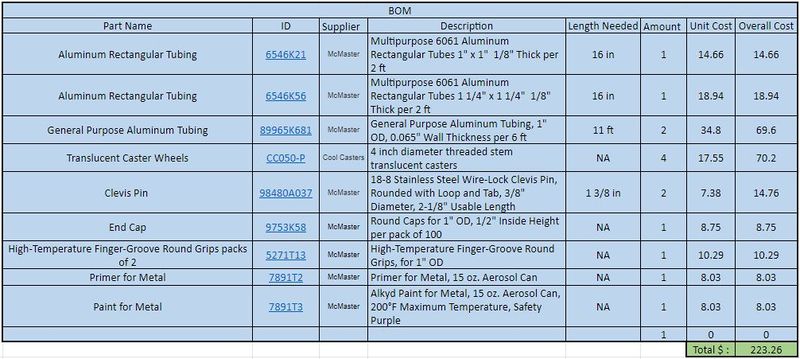 BOM
Part Name ID Supplier Description Length Needed Amount Unit Cost Overall Cost
Aluminum Rectangular Tubing 6546K21 McMaster Multipurpose 6061 Aluminum
Rectangular Tubes 1" x 1" 1/8" Thick per
2 ft 16 in 1 14.66 14.66
Aluminum Rectangular Tubing 6546K56 McMaster Multipurpose 6061 Aluminum
Rectangular Tubes 1 1/4" x 1 1/4" 1/8"
Thick per 2 ft 16 in 1 18.94 18.94
General Purpose Aluminum Tubing 89965K681 McMaster General Purpose Aluminum Tubing, 1"
OD, 0.065" Wall Thickness per 6 ft 11 ft 2 34.8 69.6
Translucent Caster Wheels CC050-P Cool Casters 4 inch diameter threaded stem
translucent casters NA 4 17.55 70.2
Clevis Pin 98480A037 McMaster 18-8 Stainless Steel Wire-Lock Clevis Pin,
Rounded with Loop and Tab, 3/8"
Diameter, 2-1/8" Usable Length 1 3/8 in 2 7.38 14.76
End Cap 9753K58 McMaster Round Caps for 1" OD, 1/2" Inside Height
per pack of 100 NA 1 8.75 8.75
High-Temperature Finger-Groove Round Grips packs
of 2 5271T13 McMaster High-Temperature Finger-Groove Round
Grips, for 1" OD NA 1 10.29 10.29
Primer for Metal 7891T2 McMaster Primer for Metal, 15 oz. Aerosol Can NA 1 8.03 8.03
Paint for Metal 7891T3 McMaster Alkyd Paint for Metal, 15 oz. Aerosol Can,
200°F Maximum Temperature, Safety
Purple NA 1 8.03 8.03
1 0 0
Total $ : 223.26